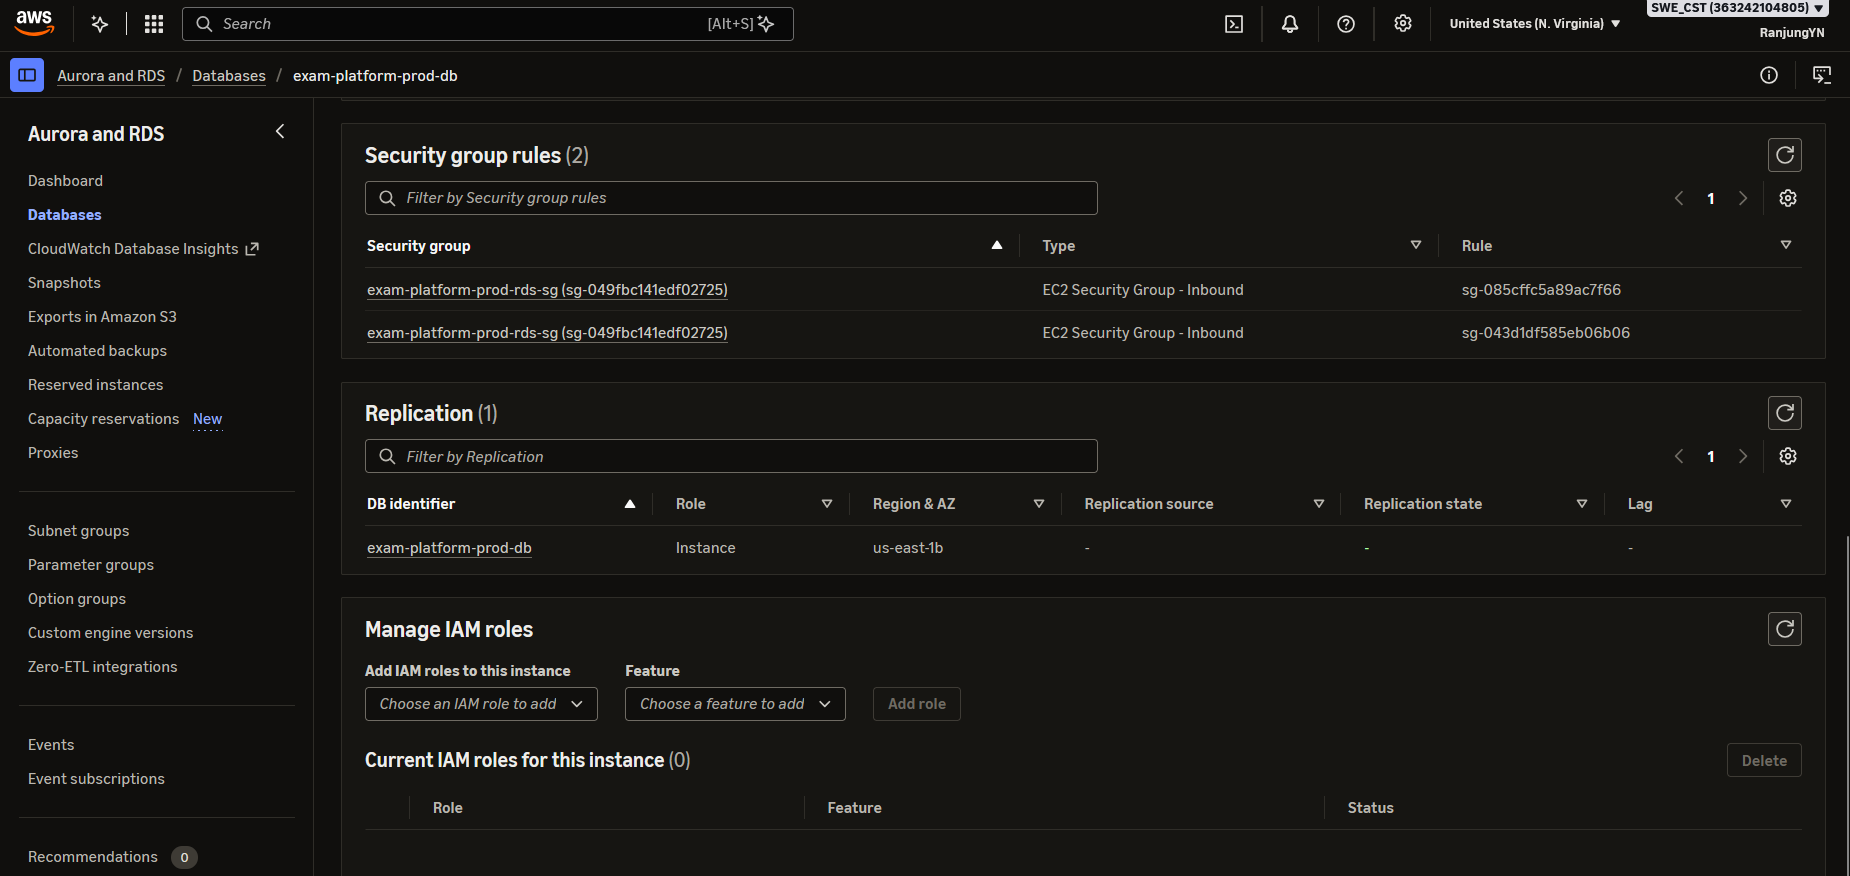 aws
Search [Alt+S]
United States (N. Virginia)
SWE_CST (363242104805)
RanjungYN
Aurora and RDS / Databases / exam-platform-prod-db
Aurora and RDS
Dashboard
Databases
CloudWatch Database Insights
Snapshots
Exports in Amazon S3
Automated backups
Reserved instances
Capacity reservations New
Proxies
Subnet groups
Parameter groups
Option groups
Custom engine versions
Zero-ETL integrations
Events
Event subscriptions
Recommendations 0
Security group rules (2)
Filter by Security group rules
1
Security group Type Rule
exam-platform-prod-rds-sg (sg-049fbc141edf02725) EC2 Security Group - Inbound sg-085cffc5a89ac7f66
exam-platform-prod-rds-sg (sg-049fbc141edf02725) EC2 Security Group - Inbound sg-043d1df585eb06b06
Replication (1)
Filter by Replication
1
DB identifier Role Region & AZ Replication source Replication state Lag
exam-platform-prod-db Instance us-east-1b - - -
Manage IAM roles
Add IAM roles to this instance Feature
Choose an IAM role to add Choose a feature to add Add role
Current IAM roles for this instance (0) Delete
Role Feature Status